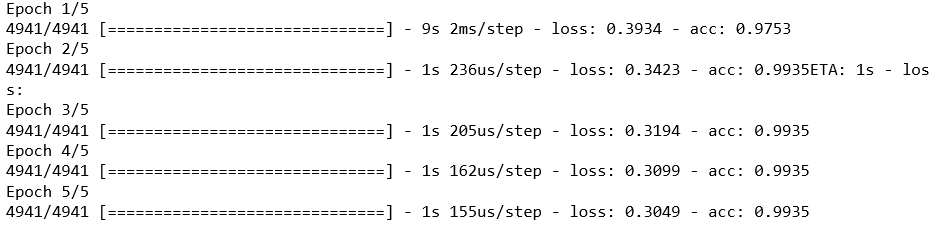 Epoch 1/5
4941/4941 [==============================] - 9s 2ms/step - loss: 0.3934 - acc: 0.9753
Epoch 2/5
4941/4941 [==============================] - 1s 236us/step - loss: 0.3423 - acc: 0.9935ETA: 1s - los
s:
Epoch 3/5
4941/4941 [==============================] - 1s 205us/step - loss: 0.3194 - acc: 0.9935
Epoch 4/5
4941/4941 [==============================] - 1s 162us/step - loss: 0.3099 - acc: 0.9935
Epoch 5/5
4941/4941 [==============================] - 1s 155us/step - loss: 0.3049 - acc: 0.9935